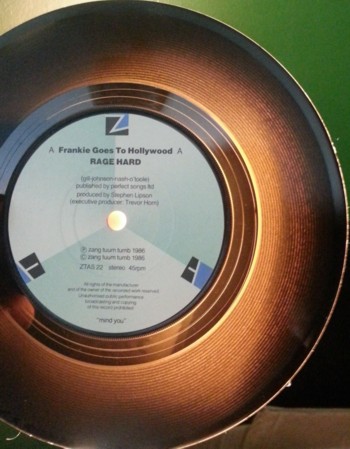 A Frankie Goes To Hollywood A
RAGE HARD
(gill-johnson-nash-o'toole)
published by perfect songs ltd
produced by Stephen Lipson
(executive producer: Trevor Horn)
℗ zang tuum tumb 1986
© zang tuum tumb 1986
ZTAS 22 stereo 45rpm
All rights of the manufacturer
and of the owner of the recorded work reserved.
Unauthorised public performance
broadcasting and copying
of this record prohibited
"mind you"